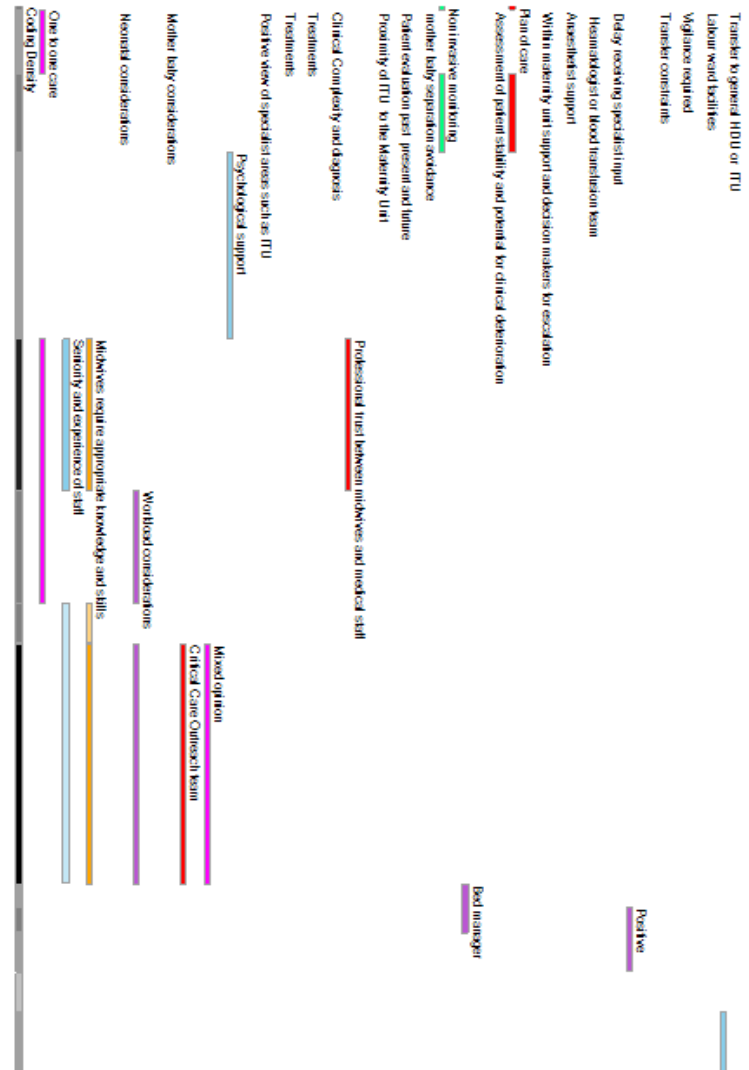 Transfer to general HDU or ITU
Labour ward facilities
Vigilance required
Transfer constraints
Positive
Delay receiving specialist input
Heamatologist or blood transfusion team
Anaesthetist support
Within maternity unit support and decision makers for escalation
Plan of care
Assessment of patient stability and potential for clinical deterioration
Bed manager
Non invasive monitoring
mother baby separation avoidance
Patient evaluation past present and future
Proximity of ITU to the Maternity Unit
Professional trust between midwives and medical staff
Clinical Complexity and diagnosis
Treatments
Treatments
Positive view of specialist areas such as ITU
Psychological support
Mixed opinion
Critical Care Outreach team
Mother baby considerations
Workload considerations
Neonatal considerations
Midwives require appropriate knowledge and skills
Seniority and experience of staff
One to one care
Coding Density